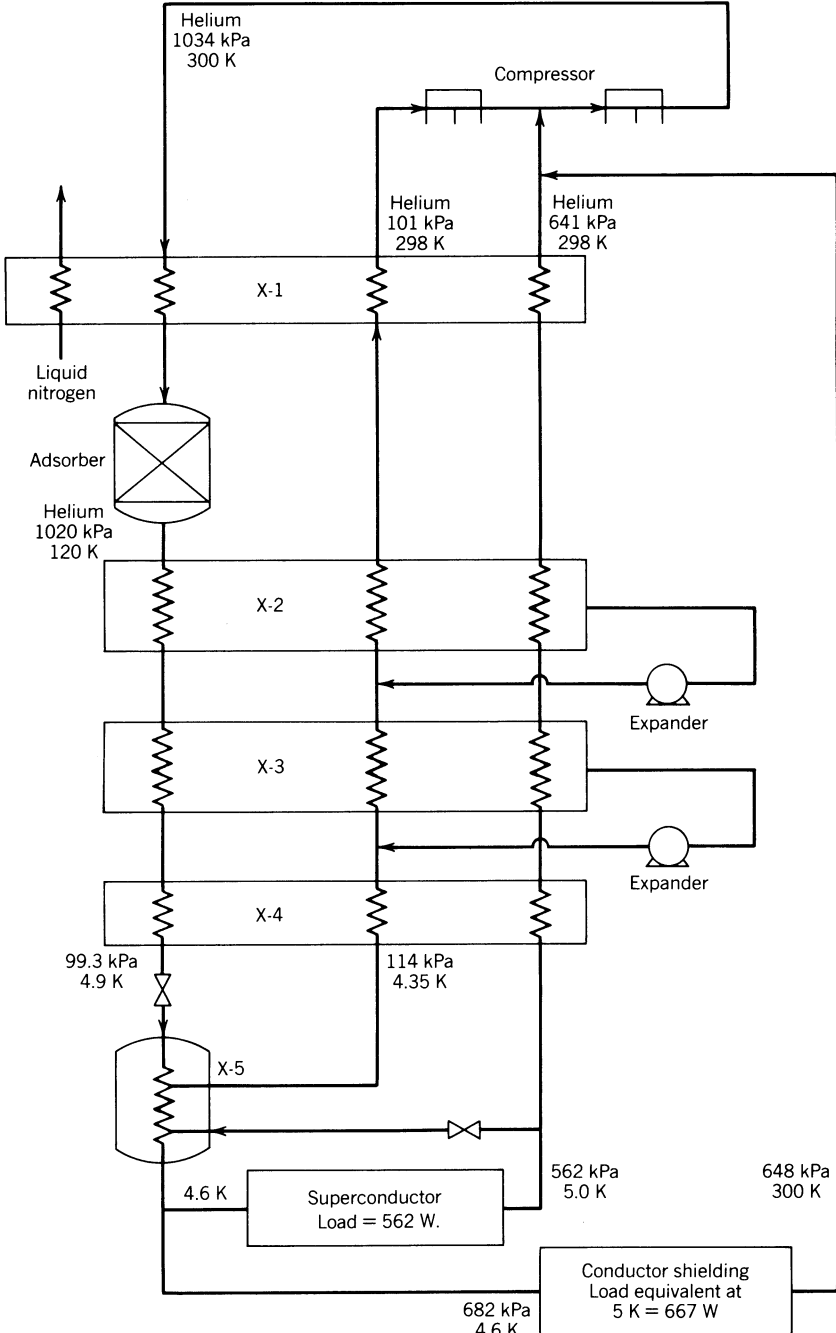 Helium
1034 kPa
300 K
Compressor
Helium
101 kPa
298 K
Helium
641 kPa
298 K
X-1
Liquid
nitrogen
Adsorber
Helium
1020 kPa
120 K
X-2
Expander
X-3
Expander
X-4
99.3 kPa
4.9 K
114 kPa
4.35 K
X-5
4.6 K
Superconductor
Load = 562 W.
562 kPa
5.0 K
648 kPa
300 K
Conductor shielding
Load equivalent at
5 K = 667 W
682 kPa
4.6 K